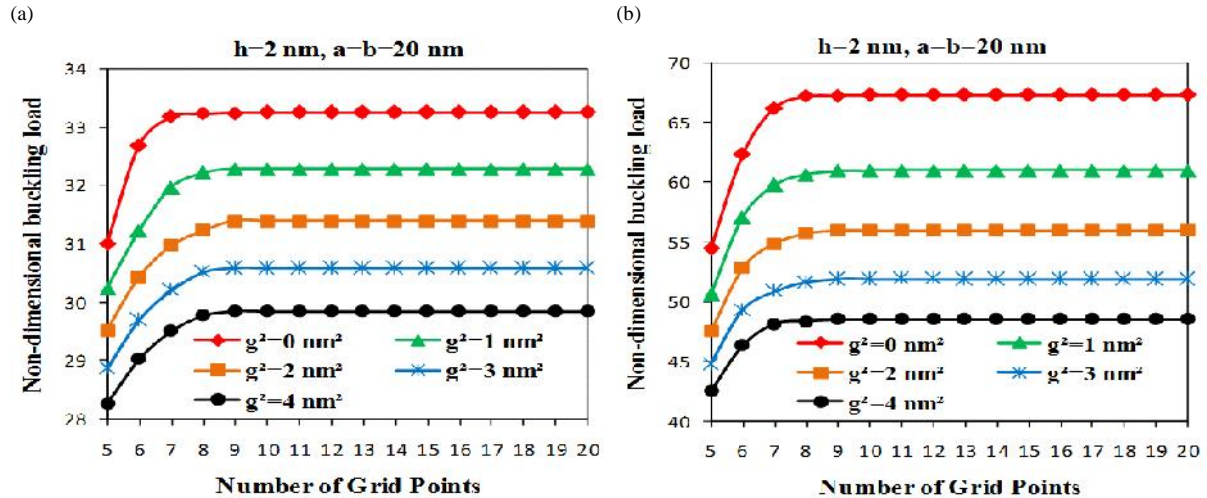 (a)
h−2 nm, a−b−20 nm
Non-dimensional buckling load
34
33
32
31
30
29
28
g²−0 nm²
g²−1 nm²
g²−2 nm²
g²−3 nm²
g²=4 nm²
5 6 7 8 9 10 11 12 13 14 15 16 17 18 19 20
Number of Grid Points
(b)
h−2 nm, a−b−20 nm
Non-dimensional buckling load
70
65
60
55
50
45
40
g²=0 nm²
g²=1 nm²
g²−2 nm²
g²−3 nm²
g²−4 nm²
5 6 7 8 9 10 11 12 13 14 15 16 17 18 19 20
Number of Grid Points